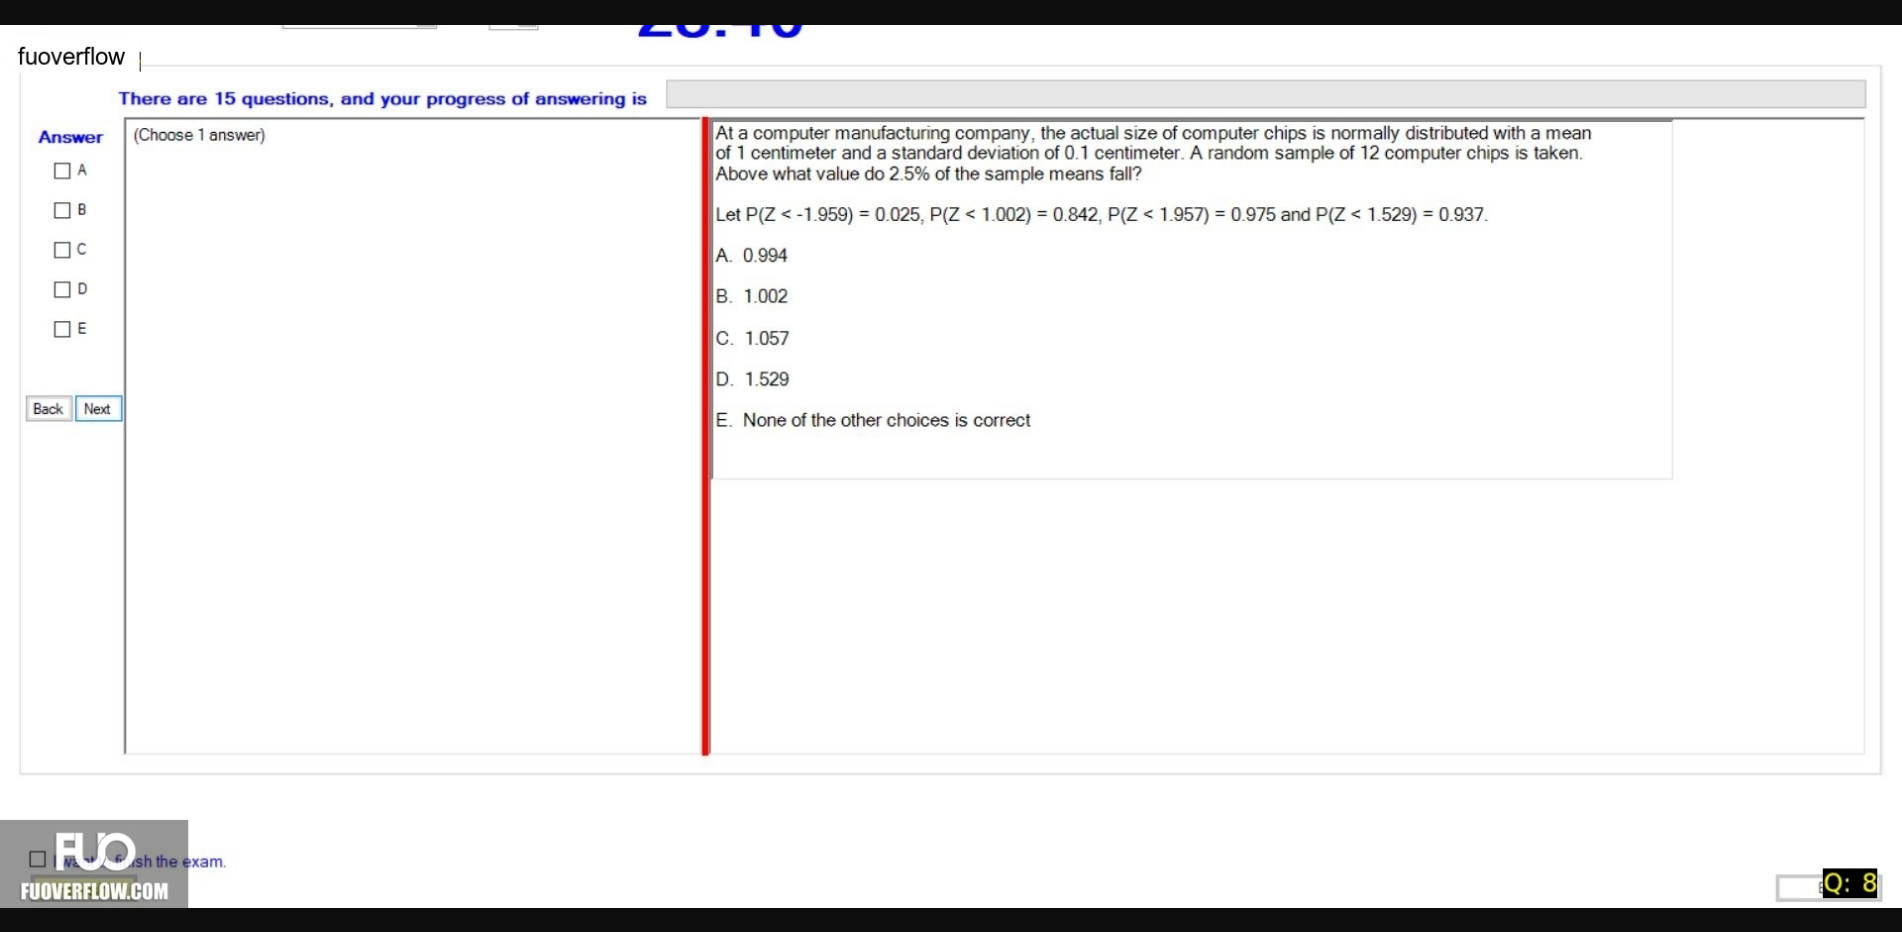 fuoverflow
There are 15 questions, and your progress of answering is
Answer
(Choose 1 answer)
A
B
C
D
E
Back Next
At a computer manufacturing company, the actual size of computer chips is normally distributed with a mean
of 1 centimeter and a standard deviation of 0.1 centimeter. A random sample of 12 computer chips is taken.
Above what value do 2.5% of the sample means fall?
Let P(Z < -1.959) = 0.025, P(Z < 1.002) = 0.842, P(Z < 1.957) = 0.975 and P(Z < 1.529) = 0.937.
A. 0.994
B. 1.002
C. 1.057
D. 1.529
E. None of the other choices is correct
FUO
the exam.
FUOVERFLOW.COM
Q: 8